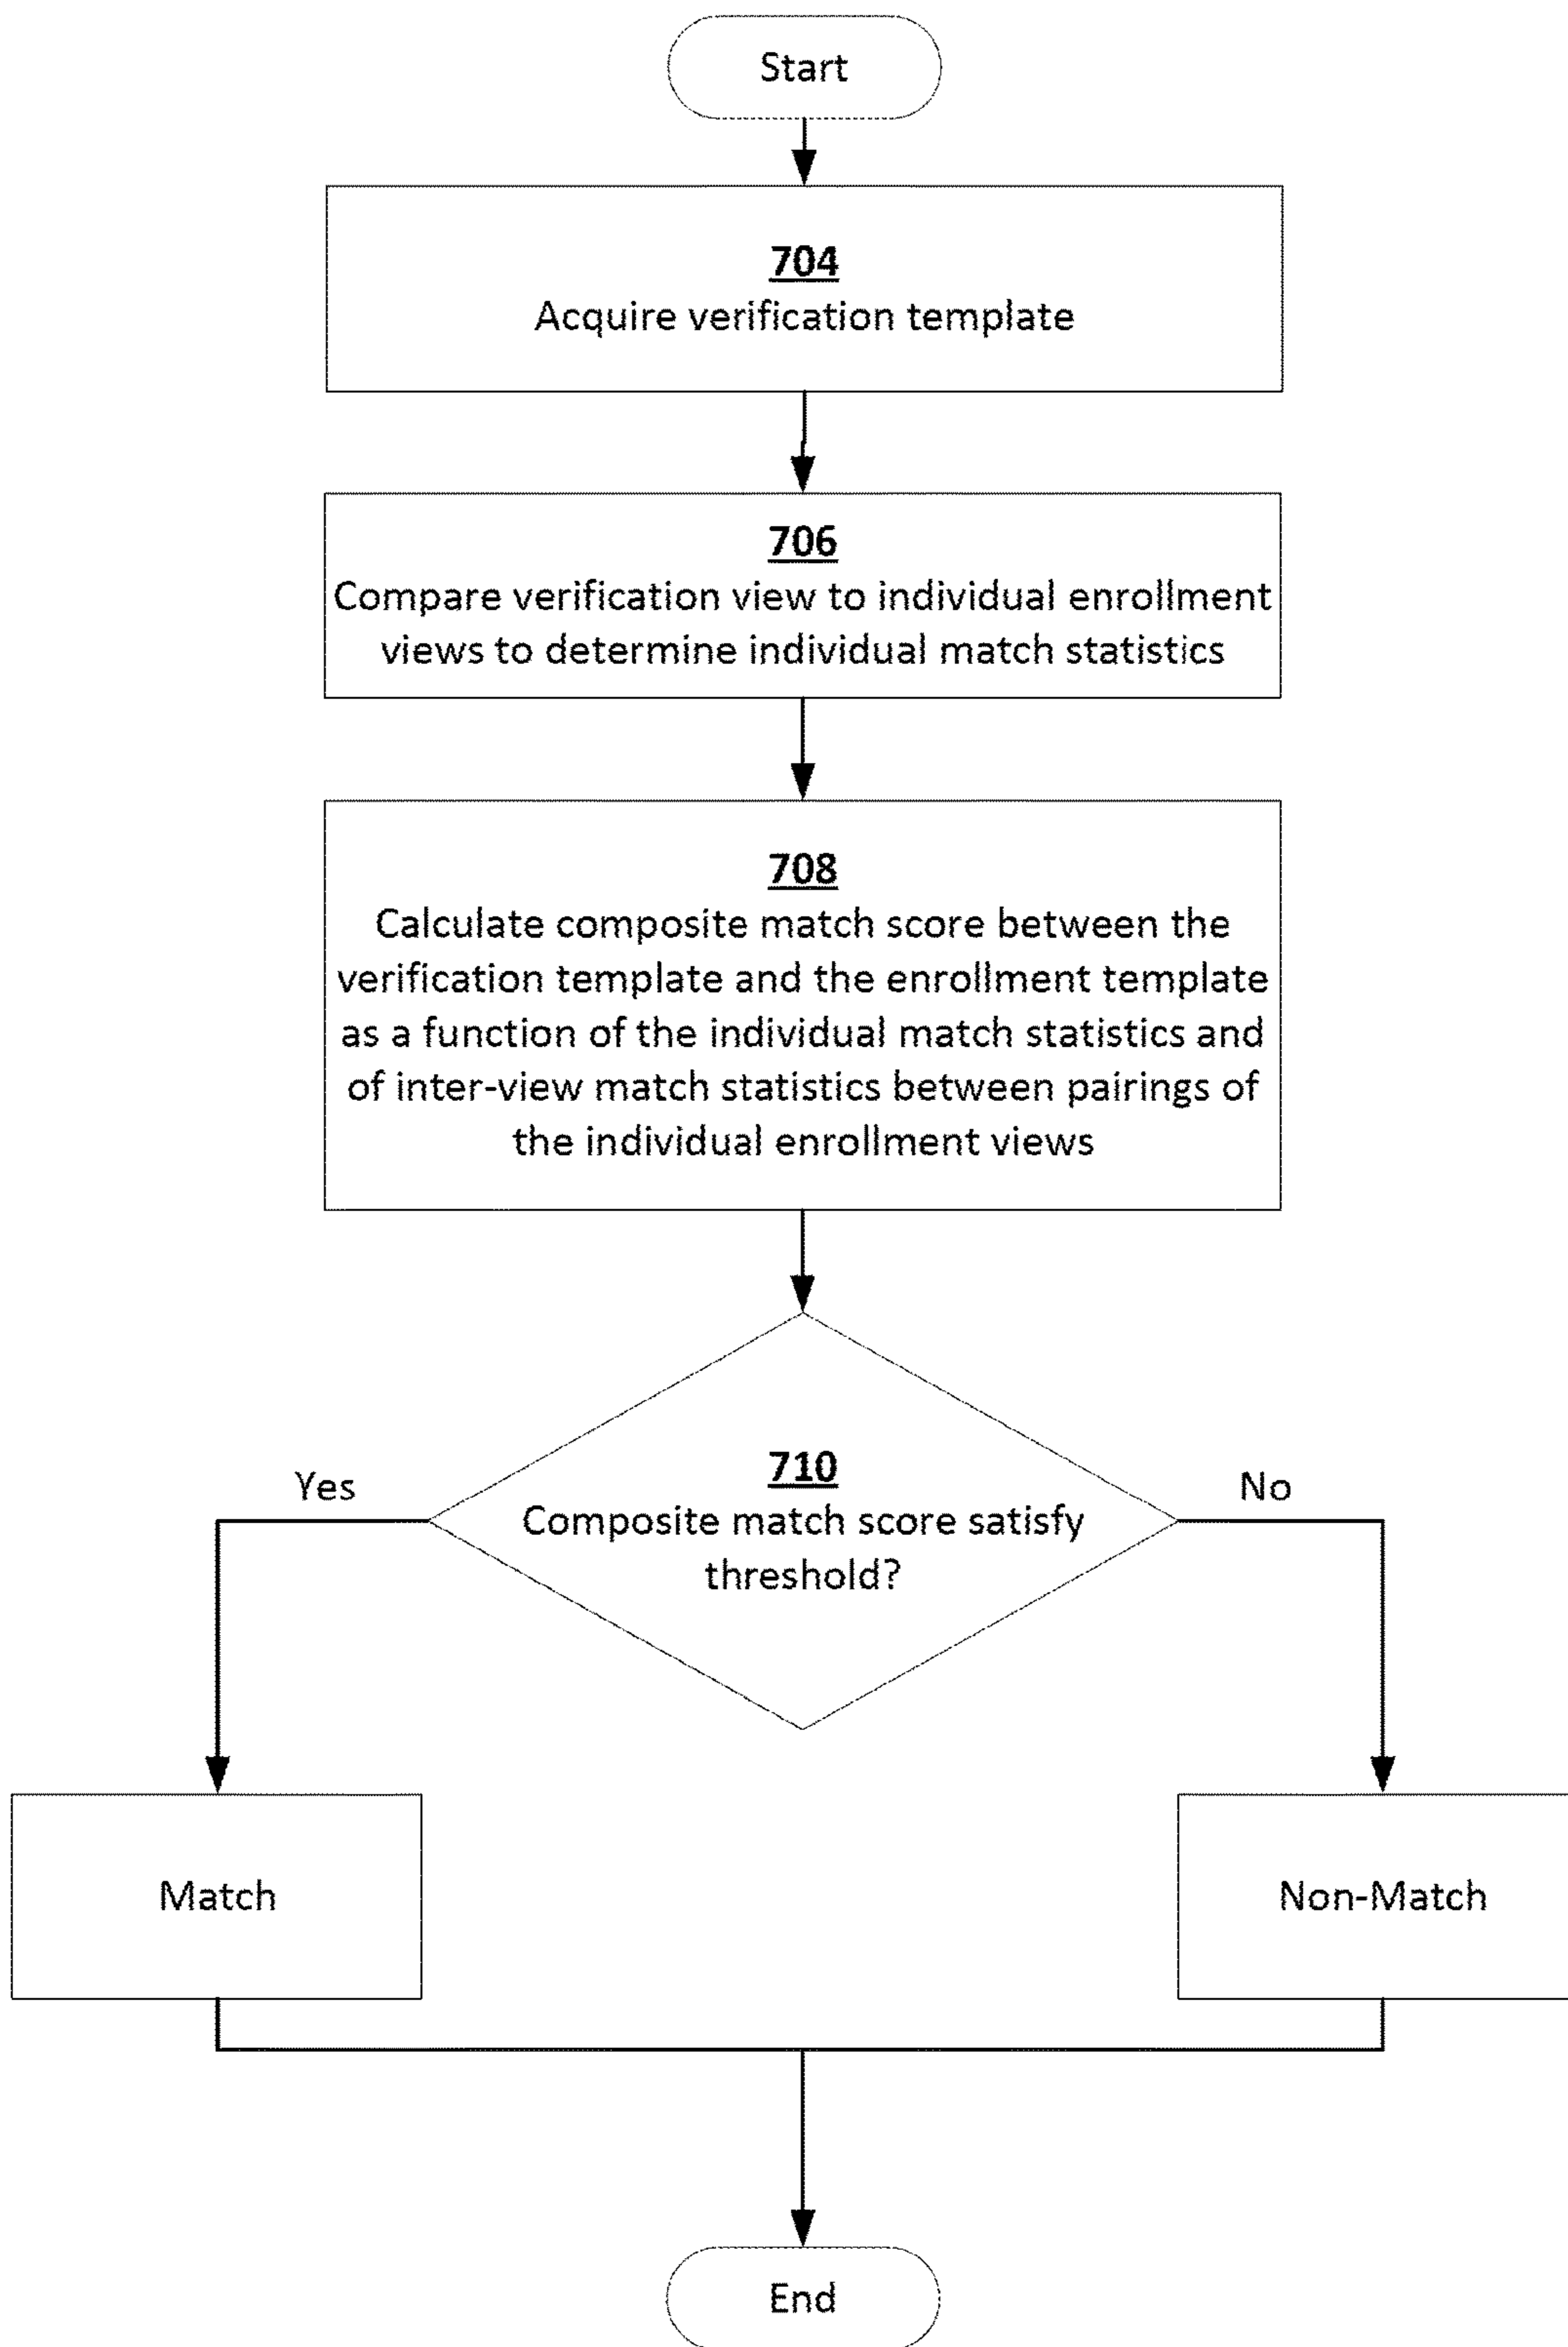 Start
704
Acquire verification template
706
Compare verification view to individual enrollment
views to determine individual match statistics
708
Calculate composite match score between the
verification template and the enrollment template
as a function of the individual match statistics and
of inter-view match statistics between pairings of
the individual enrollment views
710
Composite match score satisfy
threshold?
Yes
No
Match
Non-Match
End